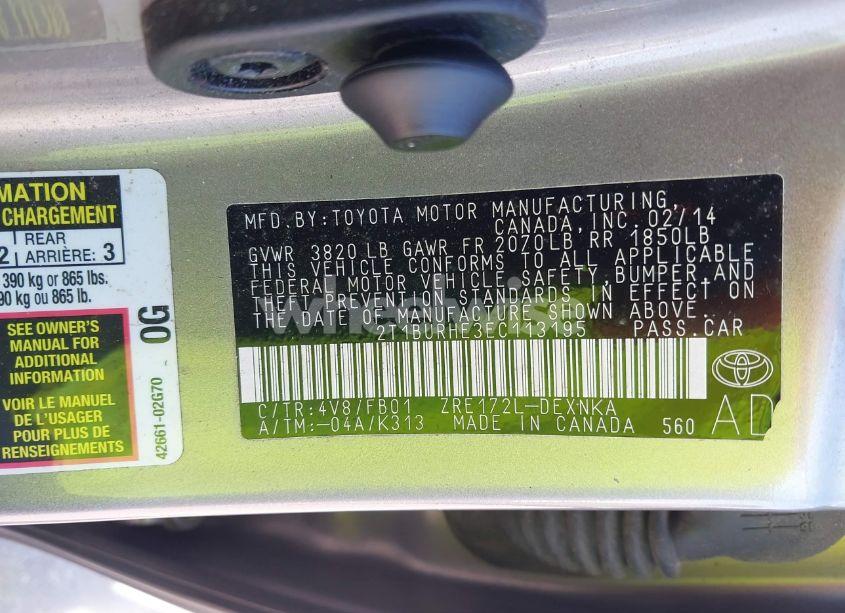 MATION
CHARGEMENT
2 REAR 3
ARRIÈRE:
390 kg or 865 lbs.
90 kg ou 865 lb.
SEE OWNER'S
MANUAL FOR
ADDITIONAL
INFORMATION
VOIR LE MANUEL
DE L'USAGER
POUR PLUS DE
RENSEIGNEMENTS
0G
42661-02G70
MFD. BY:TOYOTA MOTOR MANUFACTURING,
CANADA, INC. 02/14
GVWR 3820 LB GAWR FR 2070LB RR 1850LB
THIS VEHICLE CONFORMS TO ALL APPLICABLE
FEDERAL MOTOR VEHICLE SAFETY, BUMPER AND
THEFT PREVENTION STANDARDS IN EFFECT ON
THE DATE OF MANUFACTURE SHOWN ABOVE.
2T1BURHE3EC113195 PASS.CAR
C/TR:4V8/FB01 ZRE172L-DEXNKA
A/TM:-04A/K313 MADE IN CANADA 560
AD